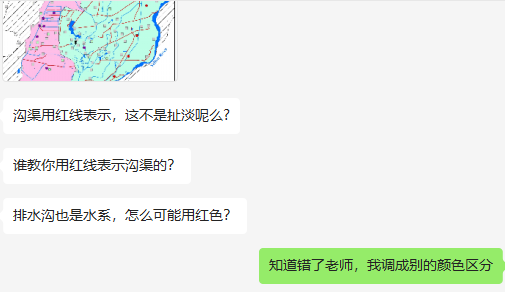 沟渠用红线表示，这不是扯淡呢么？
谁教你用红线表示沟渠的？
排水沟也是水系，怎么可能用红色？
知道错了老师，我调成别的颜色区分